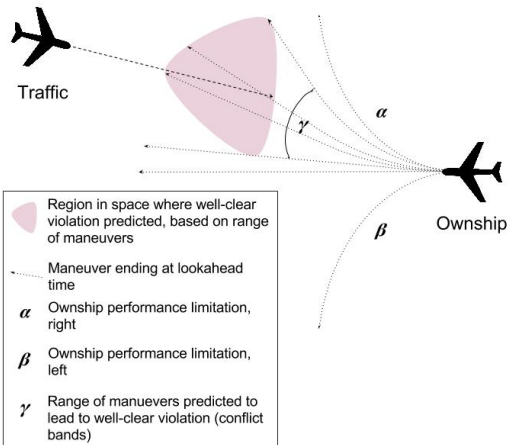 Traffic
α
γ
Ownship
β
Region in space where well-clear
violation predicted, based on range
of maneuvers
Maneuver ending at lookahead
time
α Ownship performance limitation,
right
β Ownship performance limitation,
left
γ Range of manuevers predicted to
lead to well-clear violation (conflict
bands)